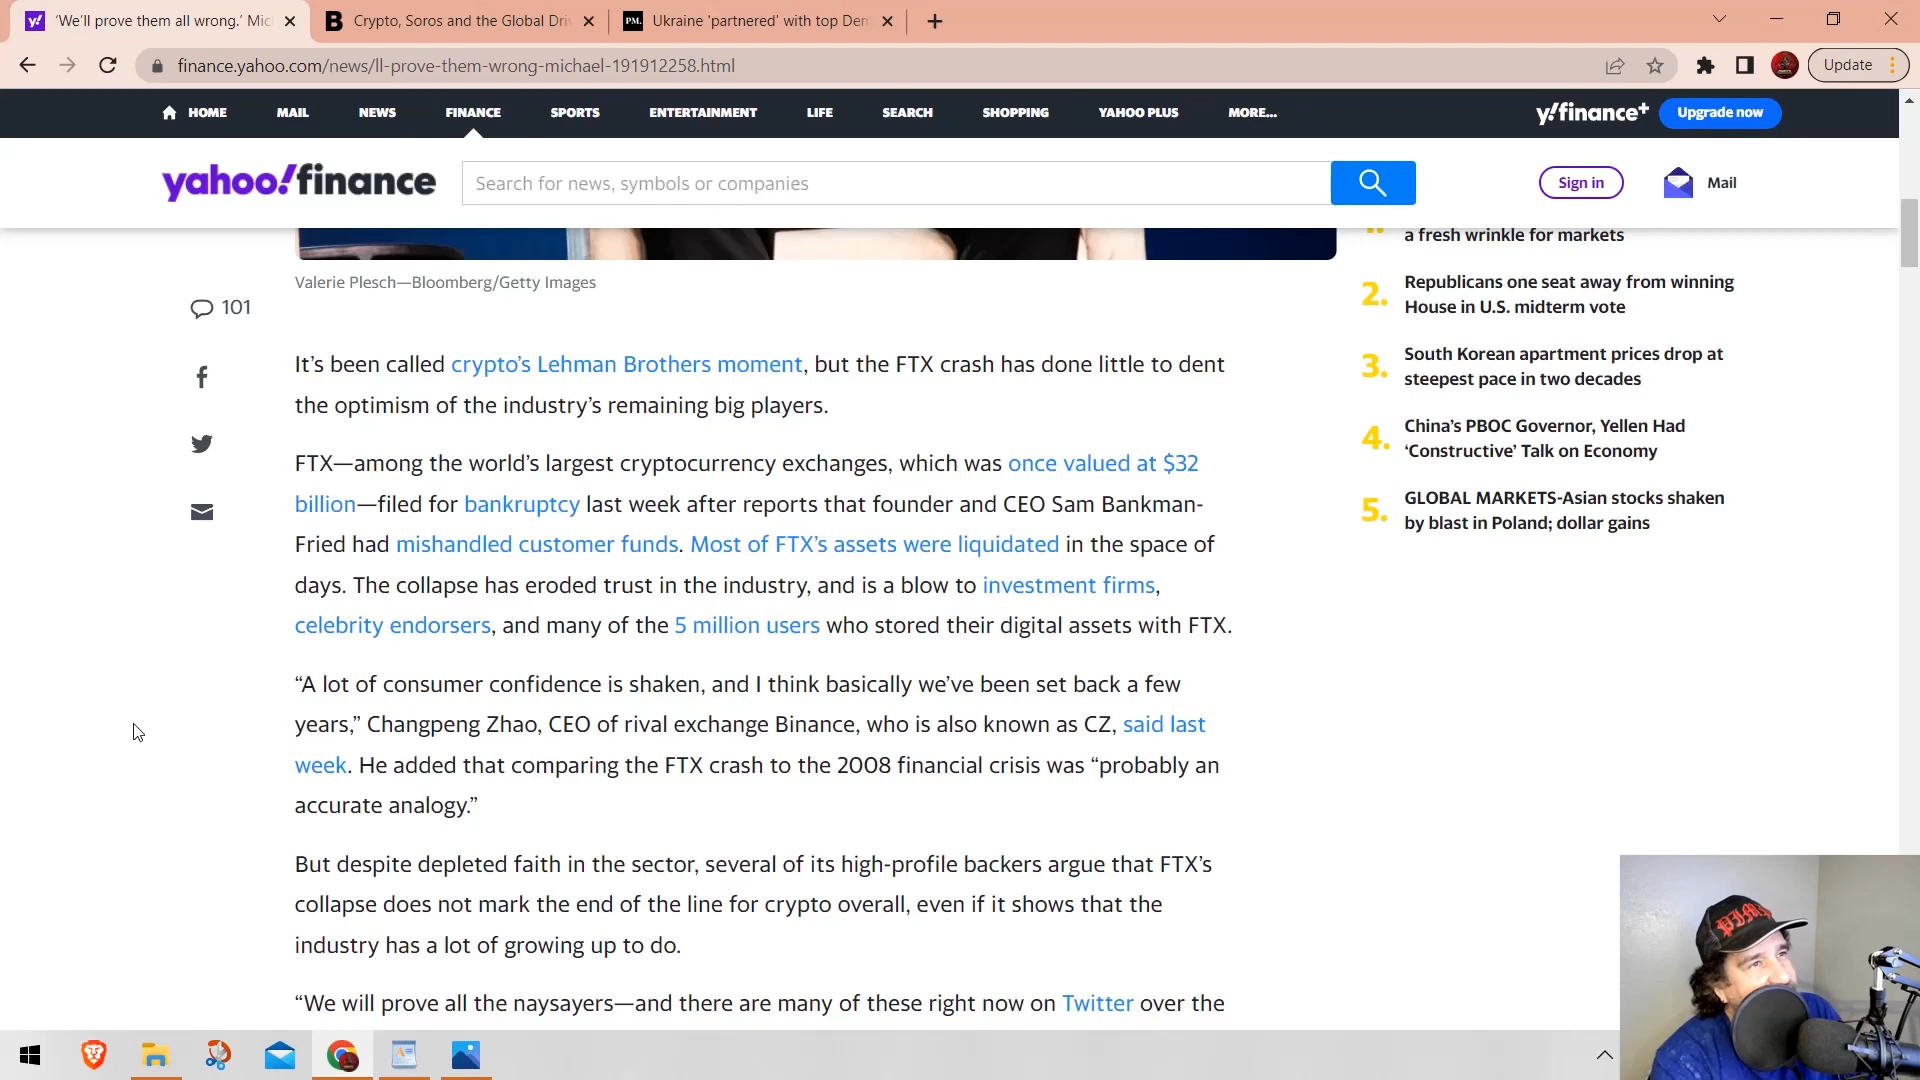 'We'll prove them all wrong.' Mic
Crypto, Soros and the Global Dri
PM.
Ukraine 'partnered' with top Dem
finance.yahoo.com/news/ll-prove-them-wrong-michael-191912258.html
Update
HOME
MAIL
NEWS
FINANCE
SPORTS
ENTERTAINMENT
LIFE
SEARCH
SHOPPING
YAHOO PLUS
MORE...
y!finance+
Upgrade now
yahoo!finance
Search for news, symbols or companies
Sign in
Mail
a fresh wrinkle for markets
2. Republicans one seat away from winning
House in U.S. midterm vote
3. South Korean apartment prices drop at
steepest pace in two decades
4. China's PBOC Governor, Yellen Had
'Constructive' Talk on Economy
5. GLOBAL MARKETS-Asian stocks shaken
by blast in Poland; dollar gains
Valerie Plesch—Bloomberg/Getty Images
101
It's been called crypto's Lehman Brothers moment, but the FTX crash has done little to dent
the optimism of the industry's remaining big players.
FTX—among the world's largest cryptocurrency exchanges, which was once valued at $32
billion—filed for bankruptcy last week after reports that founder and CEO Sam Bankman-
Fried had mishandled customer funds. Most of FTX's assets were liquidated in the space of
days. The collapse has eroded trust in the industry, and is a blow to investment firms,
celebrity endorsers, and many of the 5 million users who stored their digital assets with FTX.
“A lot of consumer confidence is shaken, and I think basically we've been set back a few
years,” Changpeng Zhao, CEO of rival exchange Binance, who is also known as CZ, said last
week. He added that comparing the FTX crash to the 2008 financial crisis was “probably an
accurate analogy.”
But despite depleted faith in the sector, several of its high-profile backers argue that FTX's
collapse does not mark the end of the line for crypto overall, even if it shows that the
industry has a lot of growing up to do.
“We will prove all the naysayers—and there are many of these right now on Twitter over the